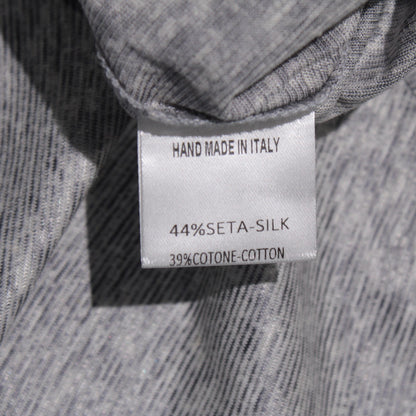 HAND MADE IN ITALY
44%SETA-SILK
39%COTONE-COTTON